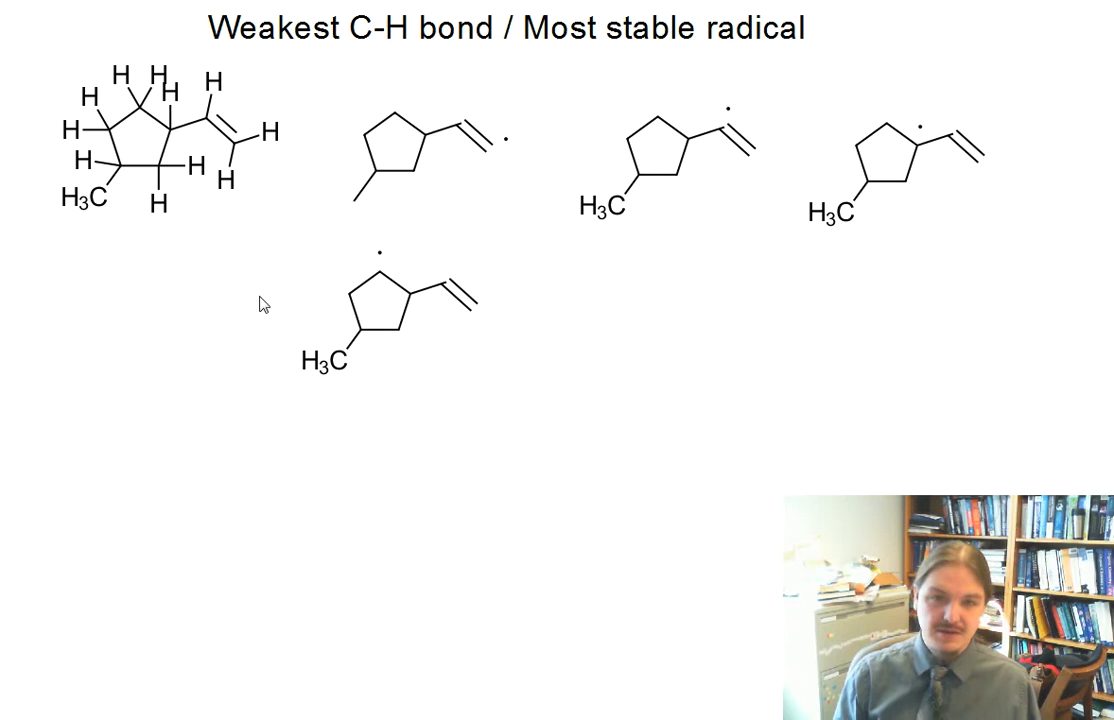 Weakest C-H bond / Most stable radical
H H H H
H
H H
H H
H
H₃C H
H₃C
H₃C
H₃C